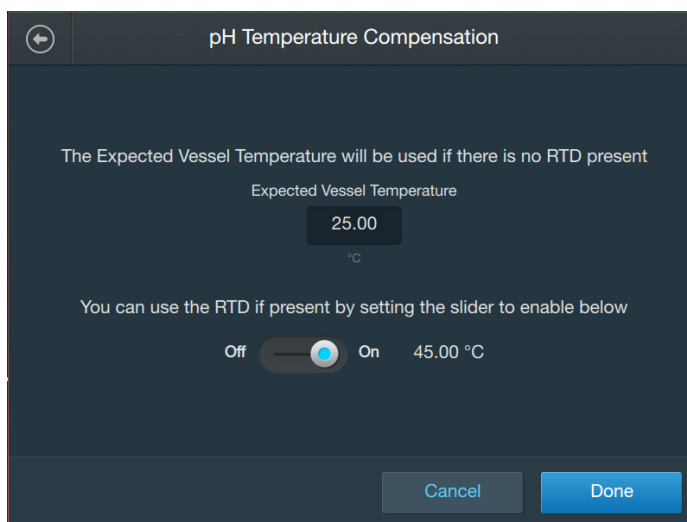 pH Temperature Compensation
The Expected Vessel Temperature will be used if there is no RTD present
Expected Vessel Temperature
25.00
°C
You can use the RTD if present by setting the slider to enable below
Off On 45.00 °C
Cancel Done